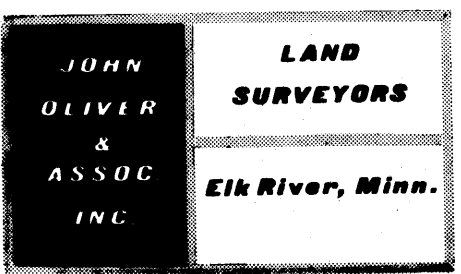 JOHN
OLIVER
&
ASSOC.
INC.
LAND
SURVEYORS
Elk River, Minn.